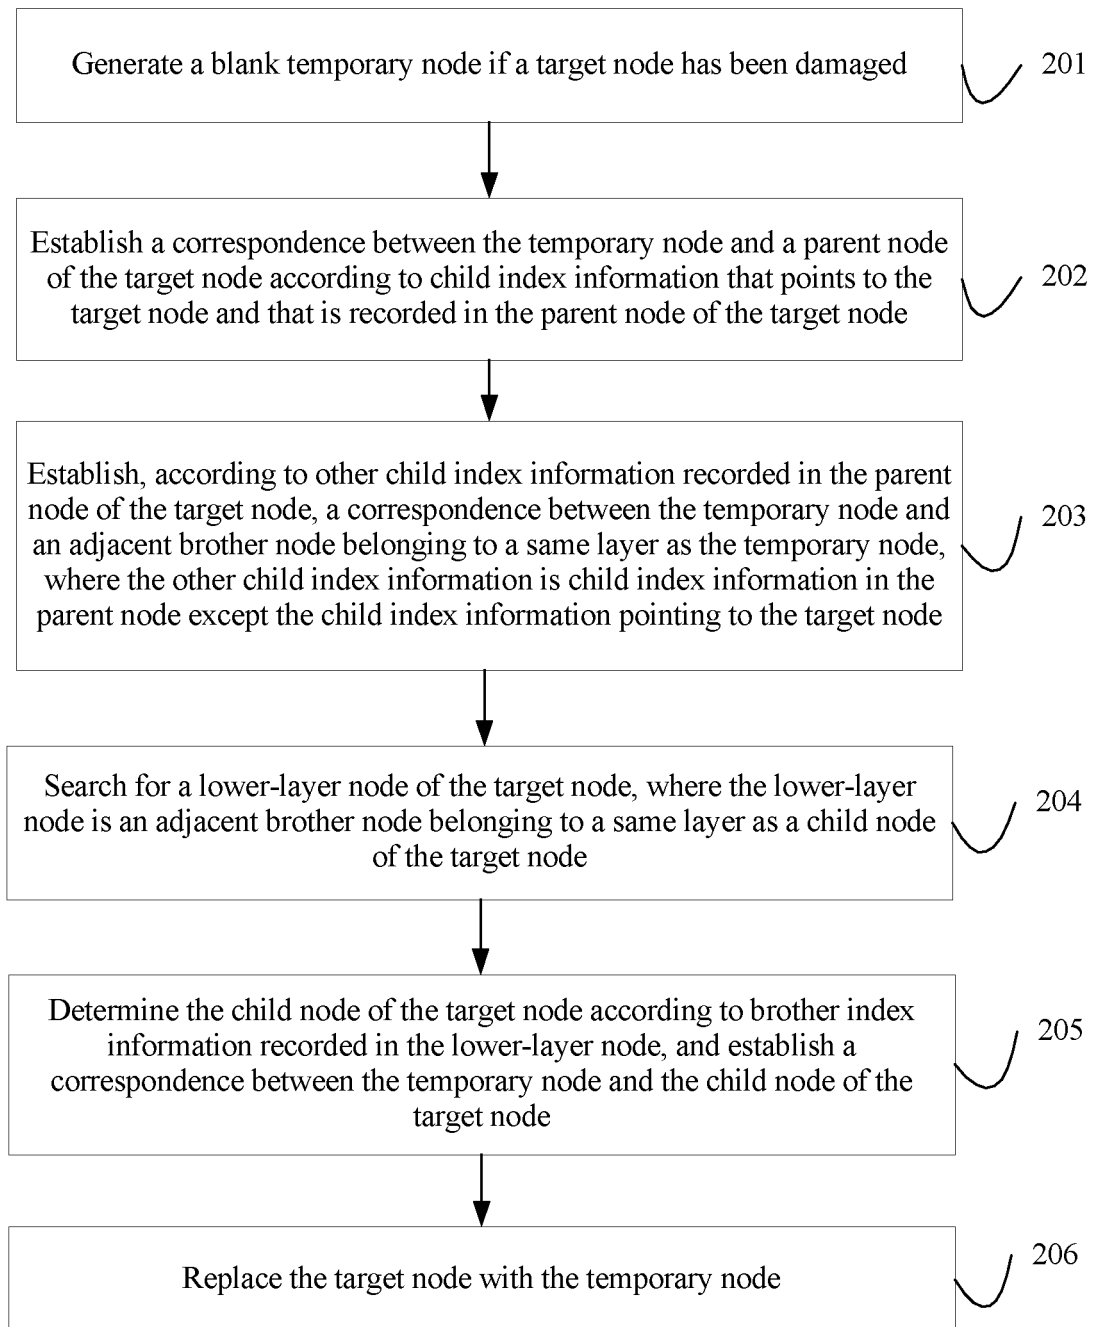 Generate a blank temporary node if a target node has been damaged
201
Establish a correspondence between the temporary node and a parent node
of the target node according to child index information that points to the
target node and that is recorded in the parent node of the target node
202
Establish, according to other child index information recorded in the parent
node of the target node, a correspondence between the temporary node and
an adjacent brother node belonging to a same layer as the temporary node,
where the other child index information is child index information in the
parent node except the child index information pointing to the target node
203
Search for a lower-layer node of the target node, where the lower-layer
node is an adjacent brother node belonging to a same layer as a child node
of the target node
204
Determine the child node of the target node according to brother index
information recorded in the lower-layer node, and establish a
correspondence between the temporary node and the child node of the
target node
205
Replace the target node with the temporary node
206